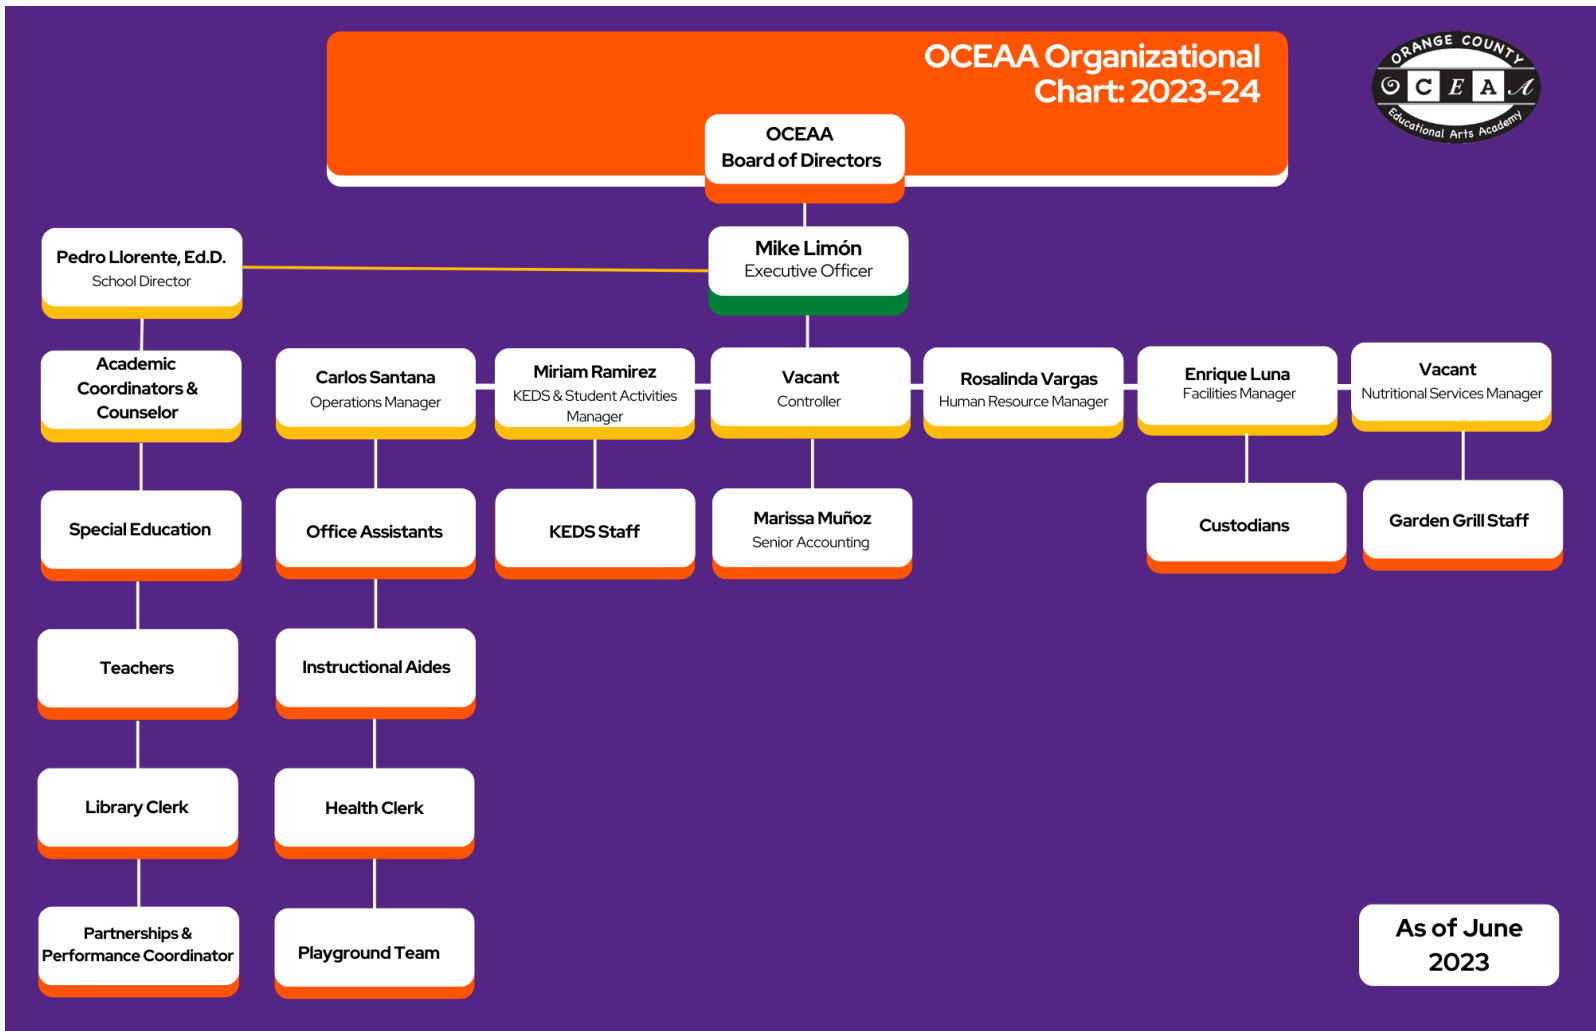 OCEAA Organizational
Chart: 2023-24
ORANGE COUNTY
O C E A A
Educational Arts Academy
OCEAA
Board of Directors
Mike Limón
Executive Officer
Pedro Llorente, Ed.D.
School Director
Academic
Coordinators &
Counselor
Special Education
Teachers
Library Clerk
Partnerships &
Performance Coordinator
Carlos Santana
Operations Manager
Office Assistants
Instructional Aides
Health Clerk
Playground Team
Miriam Ramirez
KEDS & Student Activities
Manager
KEDS Staff
Vacant
Controller
Marissa Muñoz
Senior Accounting
Rosalinda Vargas
Human Resource Manager
Enrique Luna
Facilities Manager
Custodians
Vacant
Nutritional Services Manager
Garden Grill Staff
As of June
2023